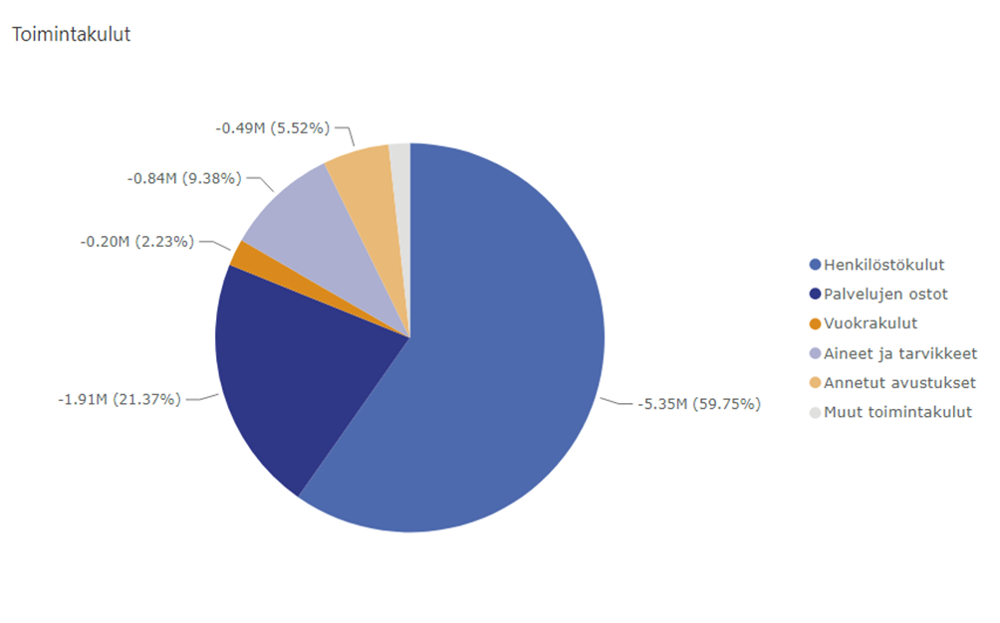 Toimintakulut
-0.49M (5.52%)
-0.84M (9.38%)
-0.20M (2.23%)
-1.91M (21.37%)
-5.35M (59.75%)
Henkilöstökulut
Palvelujen ostot
Vuokrakulut
Aineet ja tarvikkeet
Annetut avustukset
Muut toimintakulut